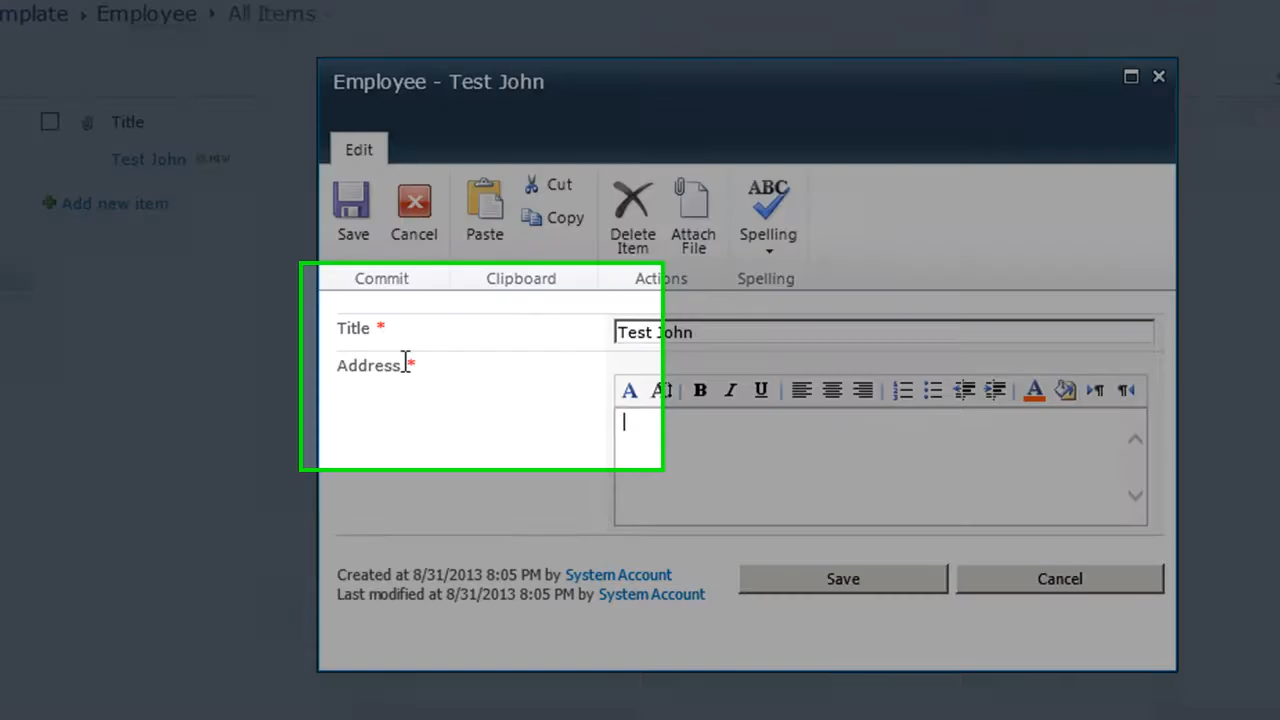 mplate › Employee › All Items
Employee - Test John
Title
Edit
Test John NEW
Add new item
Save
Cancel
Paste
Cut
Copy
Delete Item
Attach File
ABC
Spelling
Commit
Clipboard
Actions
Spelling
Title *
Test John
Address *
A A B I U A
Created at 8/31/2013 8:05 PM by System Account
Last modified at 8/31/2013 8:05 PM by System Account
Save
Cancel